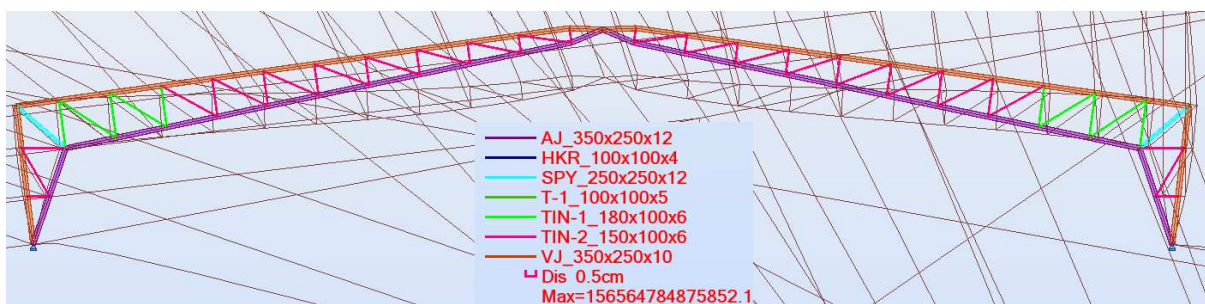 AJ_350x250x12
HKR_100x100x4
SPY_250x250x12
T-1_100x100x5
TIN-1_180x100x6
TIN-2_150x100x6
VJ_350x250x10
Dis 0.5cm
Max=156564784875852.1